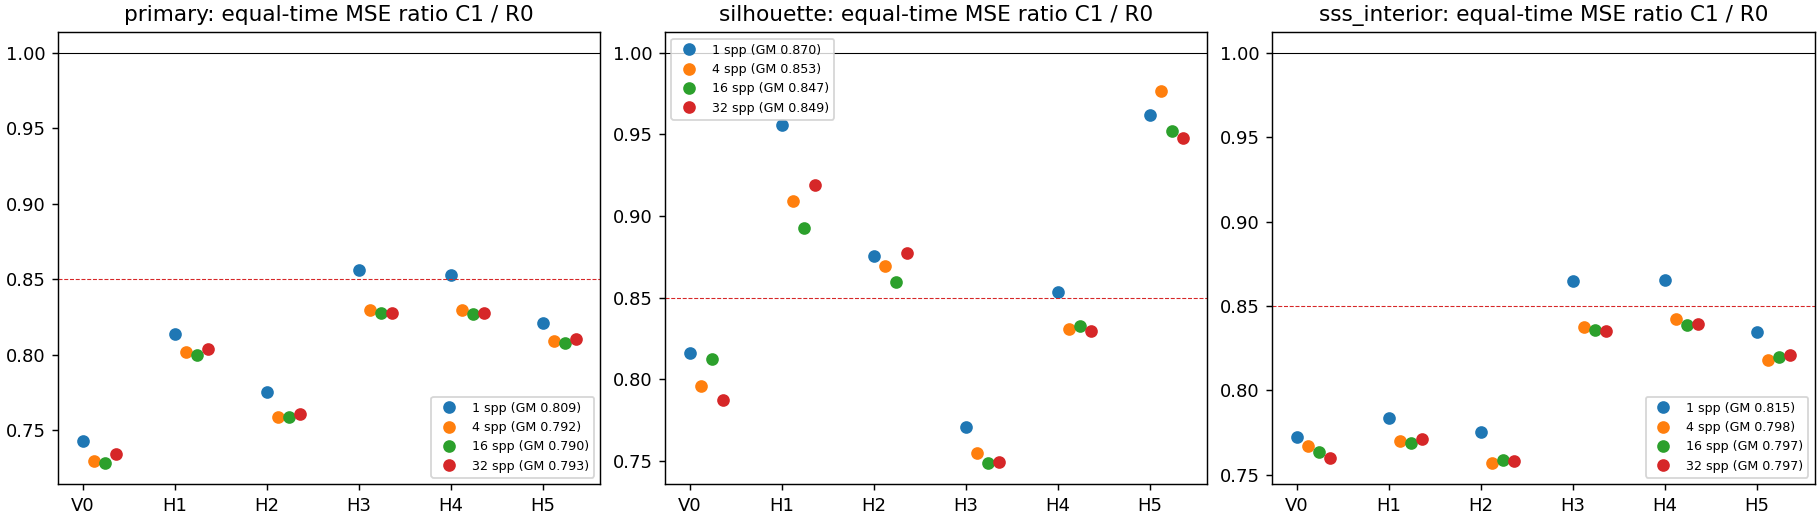 primary: equal-time MSE ratio C1 / R0
1.00
0.95
0.90
0.85
0.80
0.75
V0 H1 H2 H3 H4 H5
1 spp (GM 0.809)
4 spp (GM 0.792)
16 spp (GM 0.790)
32 spp (GM 0.793)
silhouette: equal-time MSE ratio C1 / R0
1.00
0.95
0.90
0.85
0.80
0.75
V0 H1 H2 H3 H4 H5
1 spp (GM 0.870)
4 spp (GM 0.853)
16 spp (GM 0.847)
32 spp (GM 0.849)
sss_interior: equal-time MSE ratio C1 / R0
1.00
0.95
0.90
0.85
0.80
0.75
V0 H1 H2 H3 H4 H5
1 spp (GM 0.815)
4 spp (GM 0.798)
16 spp (GM 0.797)
32 spp (GM 0.797)